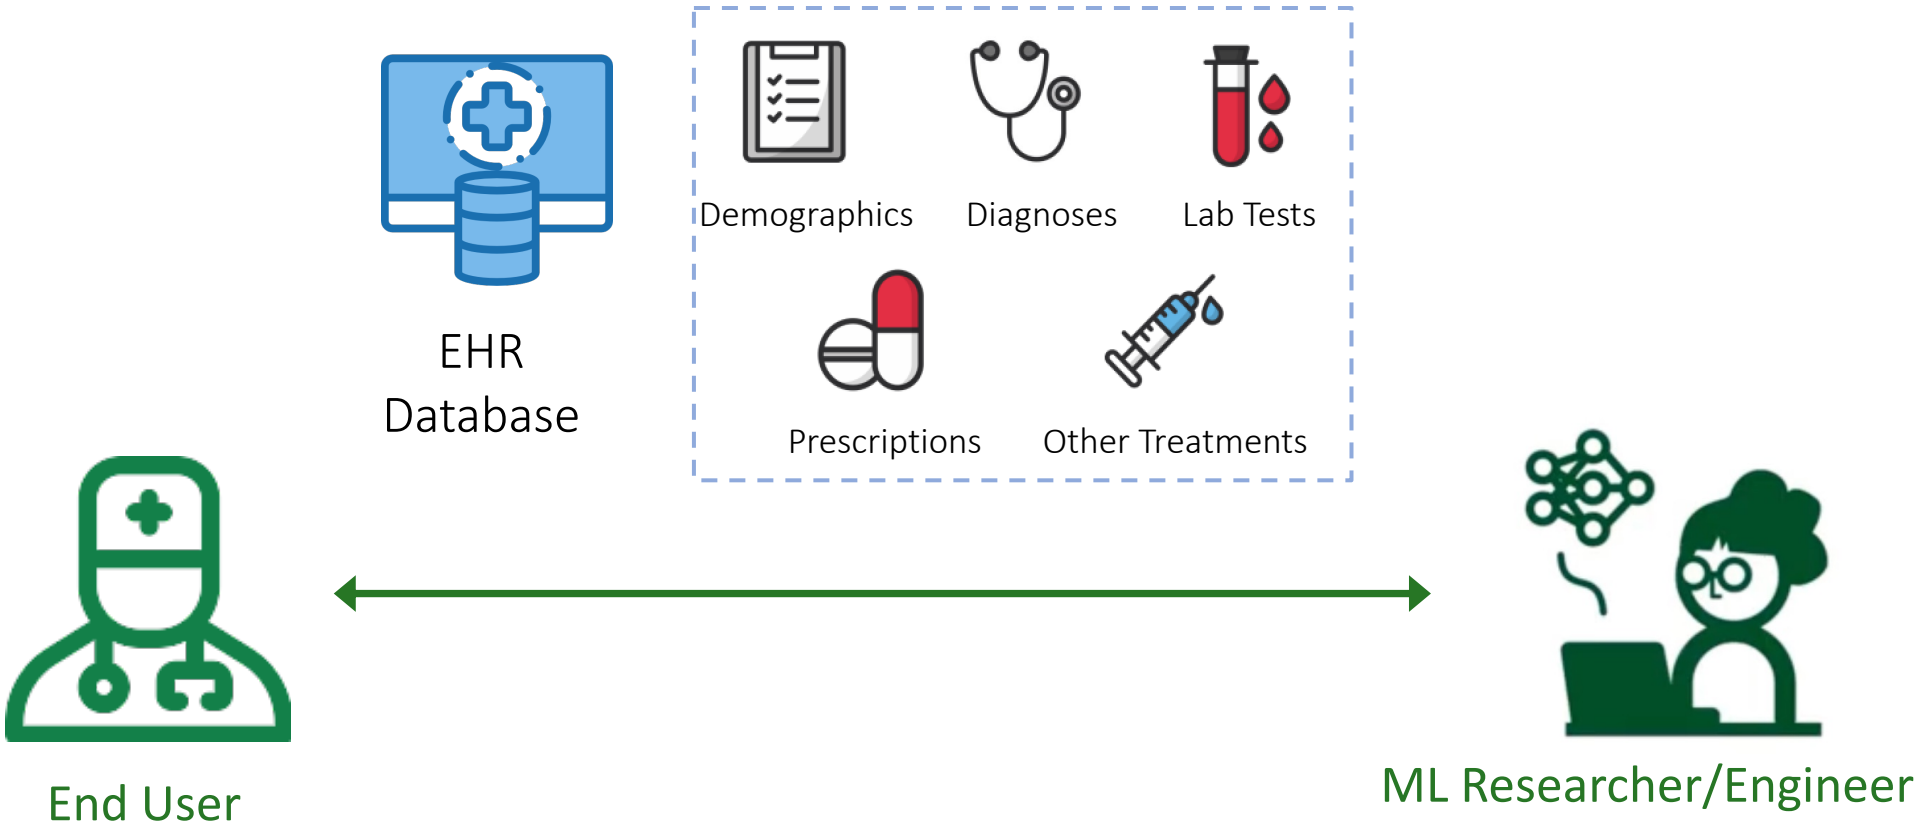 Demographics
Diagnoses
Lab Tests
EHR
Database
Prescriptions
Other Treatments
End User
ML Researcher/Engineer